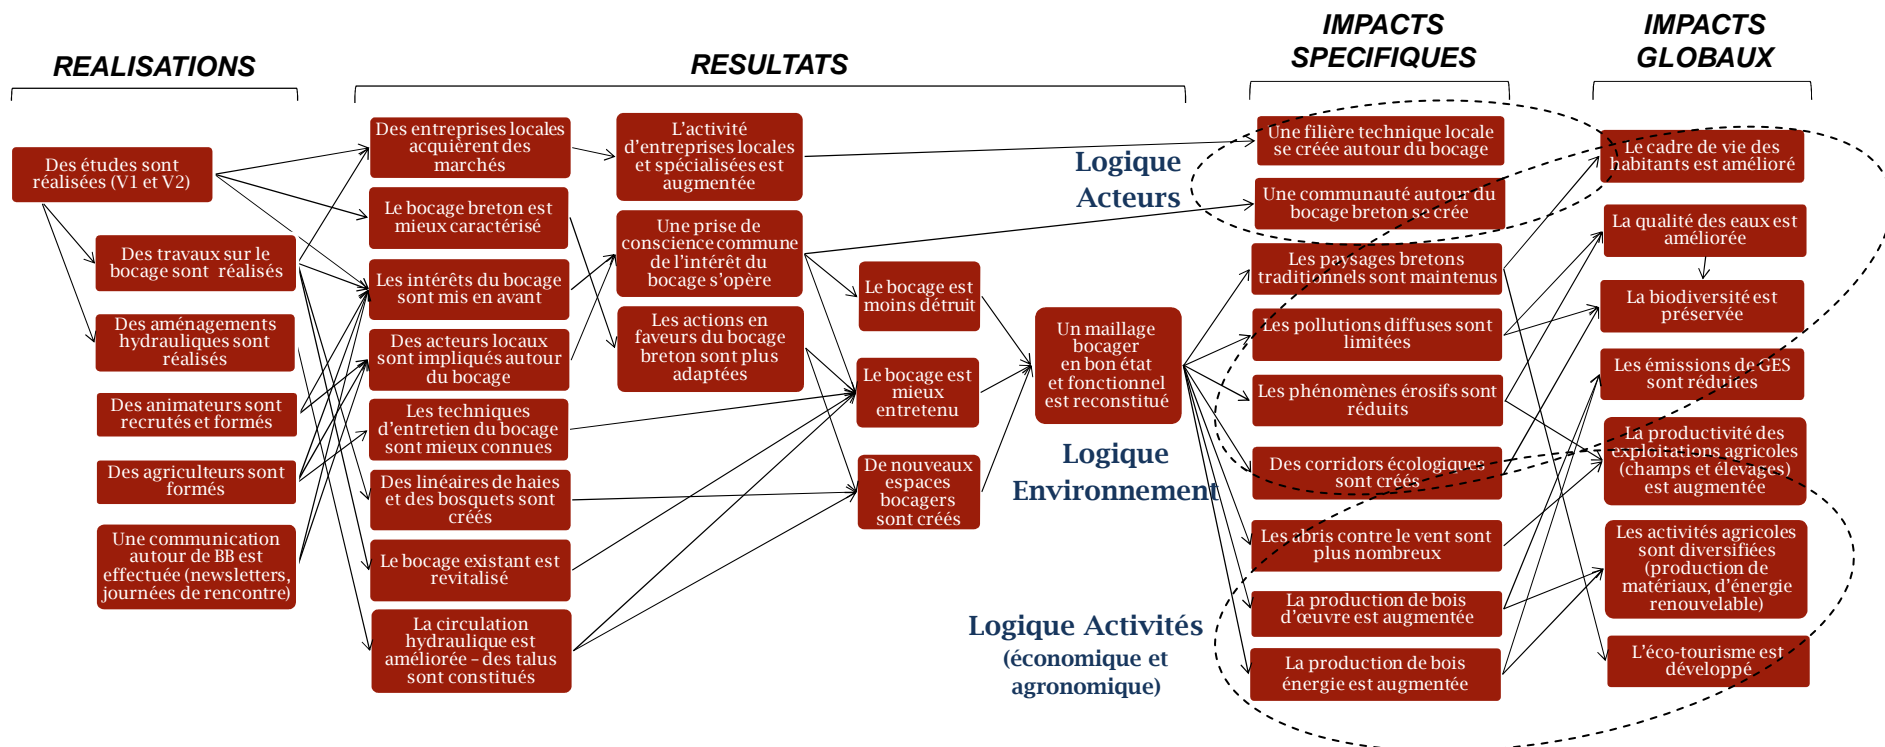 REALISATIONS
RESULTATS
IMPACTS
SPECIFIQUES
IMPACTS
GLOBAUX
Des études sont
réalisées (V1 et V2)
Des travaux sur le
bocage sont réalisés
Des aménagements
hydrauliques sont
réalisés
Des animateurs sont
recrutés et formés
Des agriculteurs sont
formés
Une communication
autour de BB est
effectuée (newsletters,
journées de rencontre)
Des entreprises locales
acquièrent des
marchés
Le bocage breton est
mieux caractérisé
Les intérêts du bocage
sont mis en avant
Des acteurs locaux
sont impliqués autour
du bocage
Les techniques
d'entretien du bocage
sont mieux connues
Des linéaires de haies
et des bosquets sont
créés
Le bocage existant est
revitalisé
La circulation
hydraulique est
améliorée – des talus
sont constitués
L'activité
d'entreprises locales
et spécialisées est
augmentée
Une prise de
conscience commune
de l'intérêt du
bocage s'opère
Les actions en
faveurs du bocage
breton sont plus
adaptées
Le bocage est
moins détruit
Le bocage est
mieux
entretenu
De nouveaux
espaces
bocagers
sont créés
Un maillage
bocager
en bon état
et fonctionnel
est reconstitué
Logique
Acteurs
Logique
Environnement
Logique Activités
(économique et
agronomique)
Une filière technique locale
se créée autour du bocage
Une communauté autour du
bocage breton se crée
Les paysages bretons
traditionnels sont maintenus
Les pollutions diffuses sont
limitées
Les phénomènes érosifs sont
réduits
Des corridors écologiques
sont créés
Les abris contre le vent sont
plus nombreux
La production de bois
d'œuvre est augmentée
La production de bois
énergie est augmentée
Le cadre de vie des
habitants est amélioré
La qualité des eaux est
améliorée
La biodiversité est
préservée
Les émissions de GES
sont réduites
La productivité des
exploitations agricoles
(champs et élevages)
est augmentée
Les activités agricoles
sont diversifiées
(production de
matériaux, d'énergie
renouvelable)
L'éco-tourisme est
développé